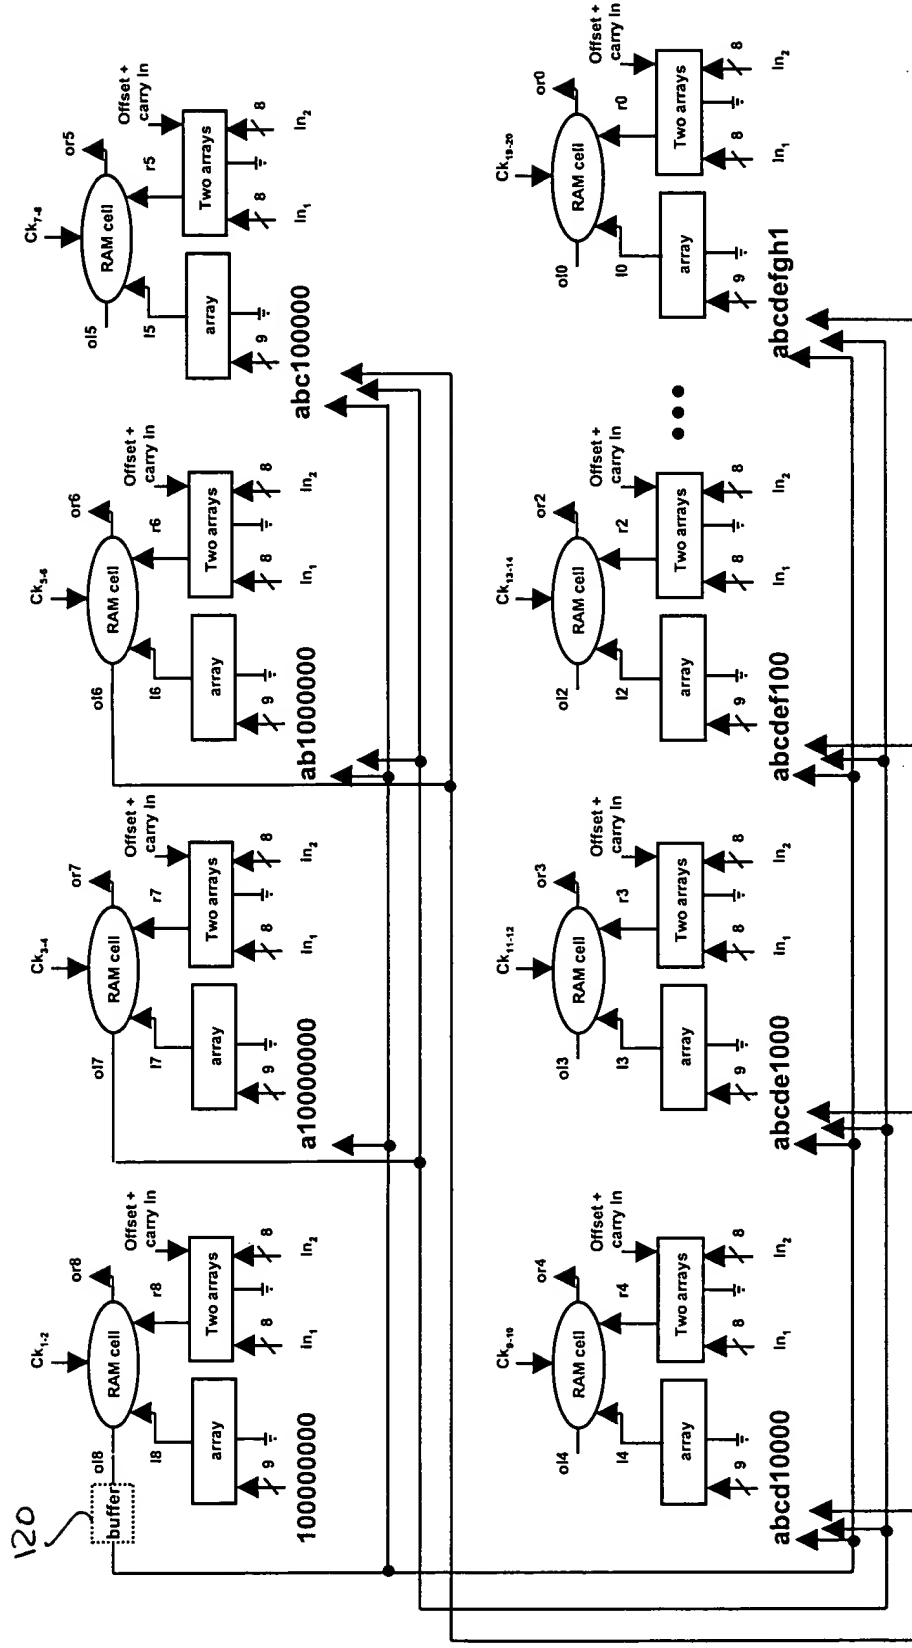 120
buffer
Ck1-2
ol8
RAM cell
or8
l8
r8
Offset +
carry In
array
Two arrays
9
8
8
In1
In2
100000000
Ck3-4
ol7
RAM cell
or7
l7
r7
Offset +
carry In
array
Two arrays
9
8
8
In1
In2
a10000000
Ck5-6
ol6
RAM cell
or6
l6
r6
Offset +
carry In
array
Two arrays
9
8
8
In1
In2
ab1000000
Ck7-8
ol5
RAM cell
or5
l5
r5
Offset +
carry In
array
Two arrays
9
8
8
In1
In2
abc100000
Ck9-10
ol4
RAM cell
or4
l4
r4
Offset +
carry In
array
Two arrays
9
8
8
In1
In2
abcd10000
Ck11-12
ol3
RAM cell
or3
l3
r3
Offset +
carry In
array
Two arrays
9
8
8
In1
In2
abcde1000
Ck13-14
ol2
RAM cell
or2
l2
r2
Offset +
carry In
array
Two arrays
9
8
8
In1
In2
abcdef100
Ck19-20
ol0
RAM cell
or0
l0
r0
Offset +
carry In
array
Two arrays
9
8
8
In1
In2
abcdefgh1